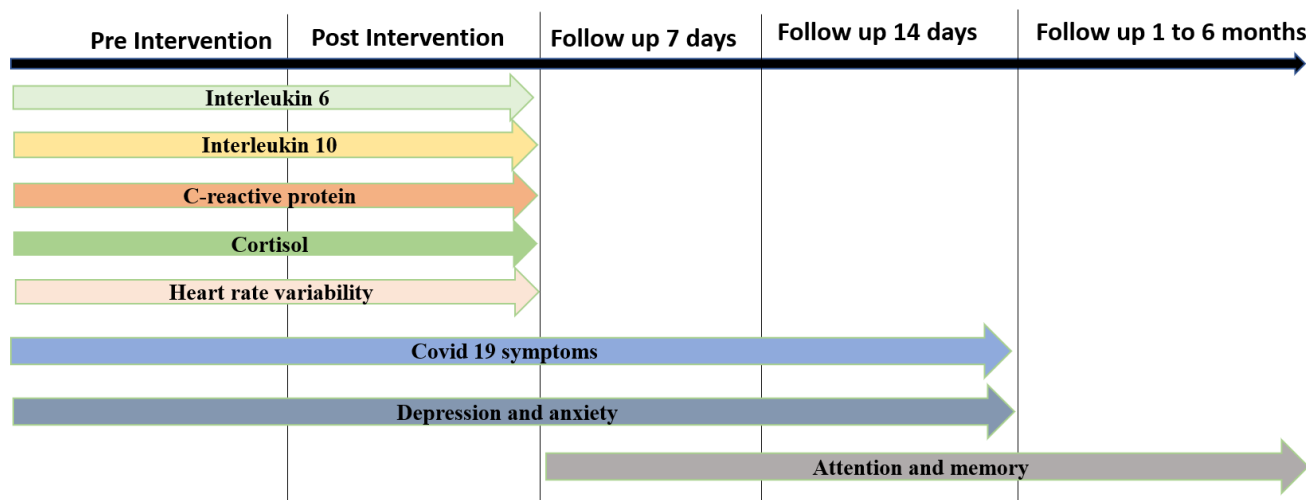 Pre Intervention
Post Intervention
Follow up 7 days
Follow up 14 days
Follow up 1 to 6 months
Interleukin 6
Interleukin 10
C-reactive protein
Cortisol
Heart rate variability
Covid 19 symptoms
Depression and anxiety
Attention and memory